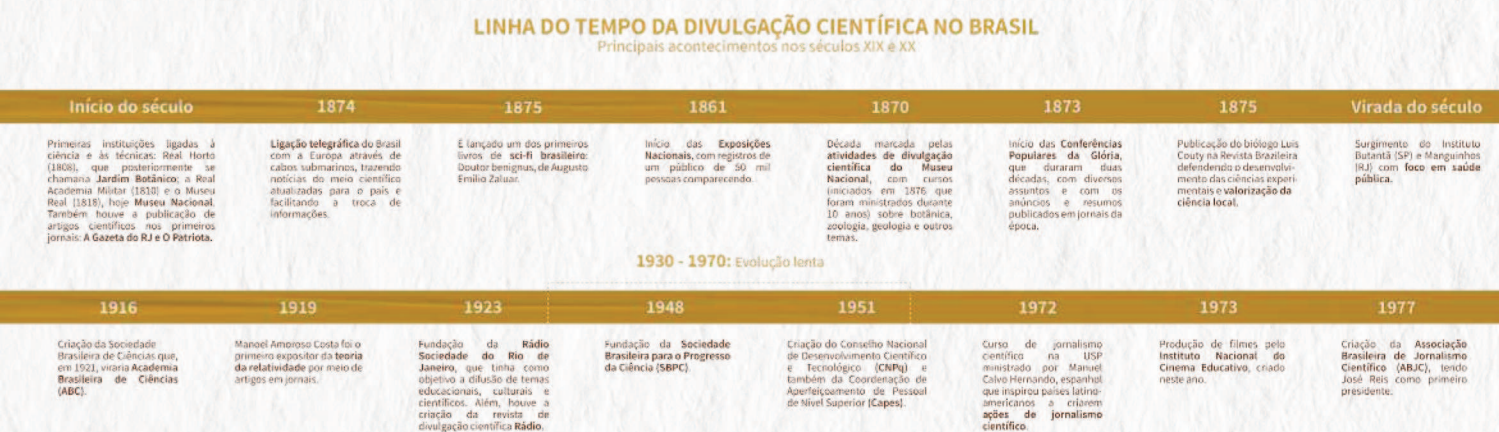 LINHA DO TEMPO DA DIVULGAÇÃO CIENTÍFICA NO BRASIL
Principais acontecimentos nos séculos XIX e XX
Início do século
Primeiras instituições ligadas à
ciência e às técnicas: Real Horto
(1808), que posteriormente se
chamaria Jardim Botânico; a Real
Academia Militar (1810) e o Museu
Real (1818), hoje Museu Nacional.
Também houve a publicação de
artigos científicos nos primeiros
jornais: A Gazeta do RJ e O Patriota.
1874
Ligação telegráfica do Brasil
com a Europa através de
cabos submarinos, trazendo
notícias do meio científico
atualizadas para o país e
facilitando a troca de
informações.
1875
É lançado um dos primeiros
livros de sci-fi brasileiro:
Doutor benignus, de Augusto
Emílio Zaluar.
1861
Início das Exposições
Nacionais, com registros de
um público de 50 mil
pessoas comparecendo.
1870
Década marcada pelas
atividades de divulgação
científica do Museu
Nacional, com cursos
(iniciados em 1876 que
foram ministrados durante
10 anos) sobre botânica,
zoologia, geologia e outros
temas.
1873
Início das Conferências
Populares da Glória,
que duraram duas
décadas, com diversos
assuntos e com os
anúncios e resumos
publicados em jornais da
época.
1875
Publicação do biólogo Luis
Couty na Revista Brazileira
defendendo o desenvolvi-
mento das ciências experi-
mentais e valorização da
ciência local.
Virada do século
Surgimento do Instituto
Butantã (SP) e Manguinhos
(RJ) com foco em saúde
pública.
1930 - 1970: Evolução lenta
1916
Criação da Sociedade
Brasileira de Ciências que,
em 1921, viraria Academia
Brasileira de Ciências
(ABC).
1919
Manoel Amoroso Costa foi o
primeiro expositor da teoria
da relatividade por meio de
artigos em jornais.
1923
Fundação da Rádio
Sociedade do Rio de
Janeiro, que tinha como
objetivo a difusão de temas
educacionais, culturais e
científicos. Além, houve a
criação da revista de
divulgação científica Rádio.
1948
Fundação da Sociedade
Brasileira para o Progresso
da Ciência (SBPC).
1951
Criação do Conselho Nacional
de Desenvolvimento Científico
e Tecnológico (CNPq) e
também da Coordenação de
Aperfeiçoamento de Pessoal
de Nível Superior (Capes).
1972
Curso de jornalismo
científico na USP
ministrado por Manuel
Calvo Hernando, espanhol
que inspirou países latino-
americanos a criarem
ações de jornalismo
científico.
1973
Produção de filmes pelo
Instituto Nacional do
Cinema Educativo, criado
neste ano.
1977
Criação da Associação
Brasileira de Jornalismo
Científico (ABJC), tendo
José Reis como primeiro
presidente.